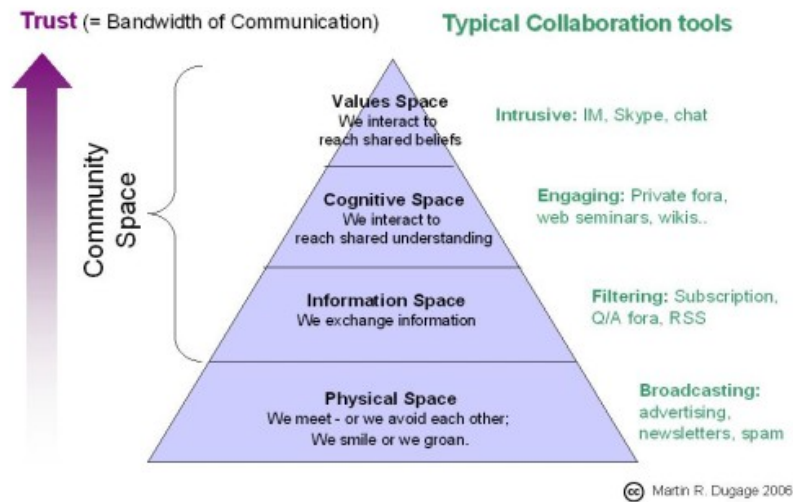 Trust (= Bandwidth of Communication)
Typical Collaboration tools
Community
Space
Values Space
We interact to
reach shared beliefs
Intrusive: IM, Skype, chat
Cognitive Space
We interact to
reach shared understanding
Engaging: Private fora,
web seminars, wikis..
Information Space
We exchange information
Filtering: Subscription,
Q/A fora, RSS
Physical Space
We meet - or we avoid each other;
We smile or we groan.
Broadcasting:
advertising,
newsletters, spam
cc Martin R. Dugage 2006